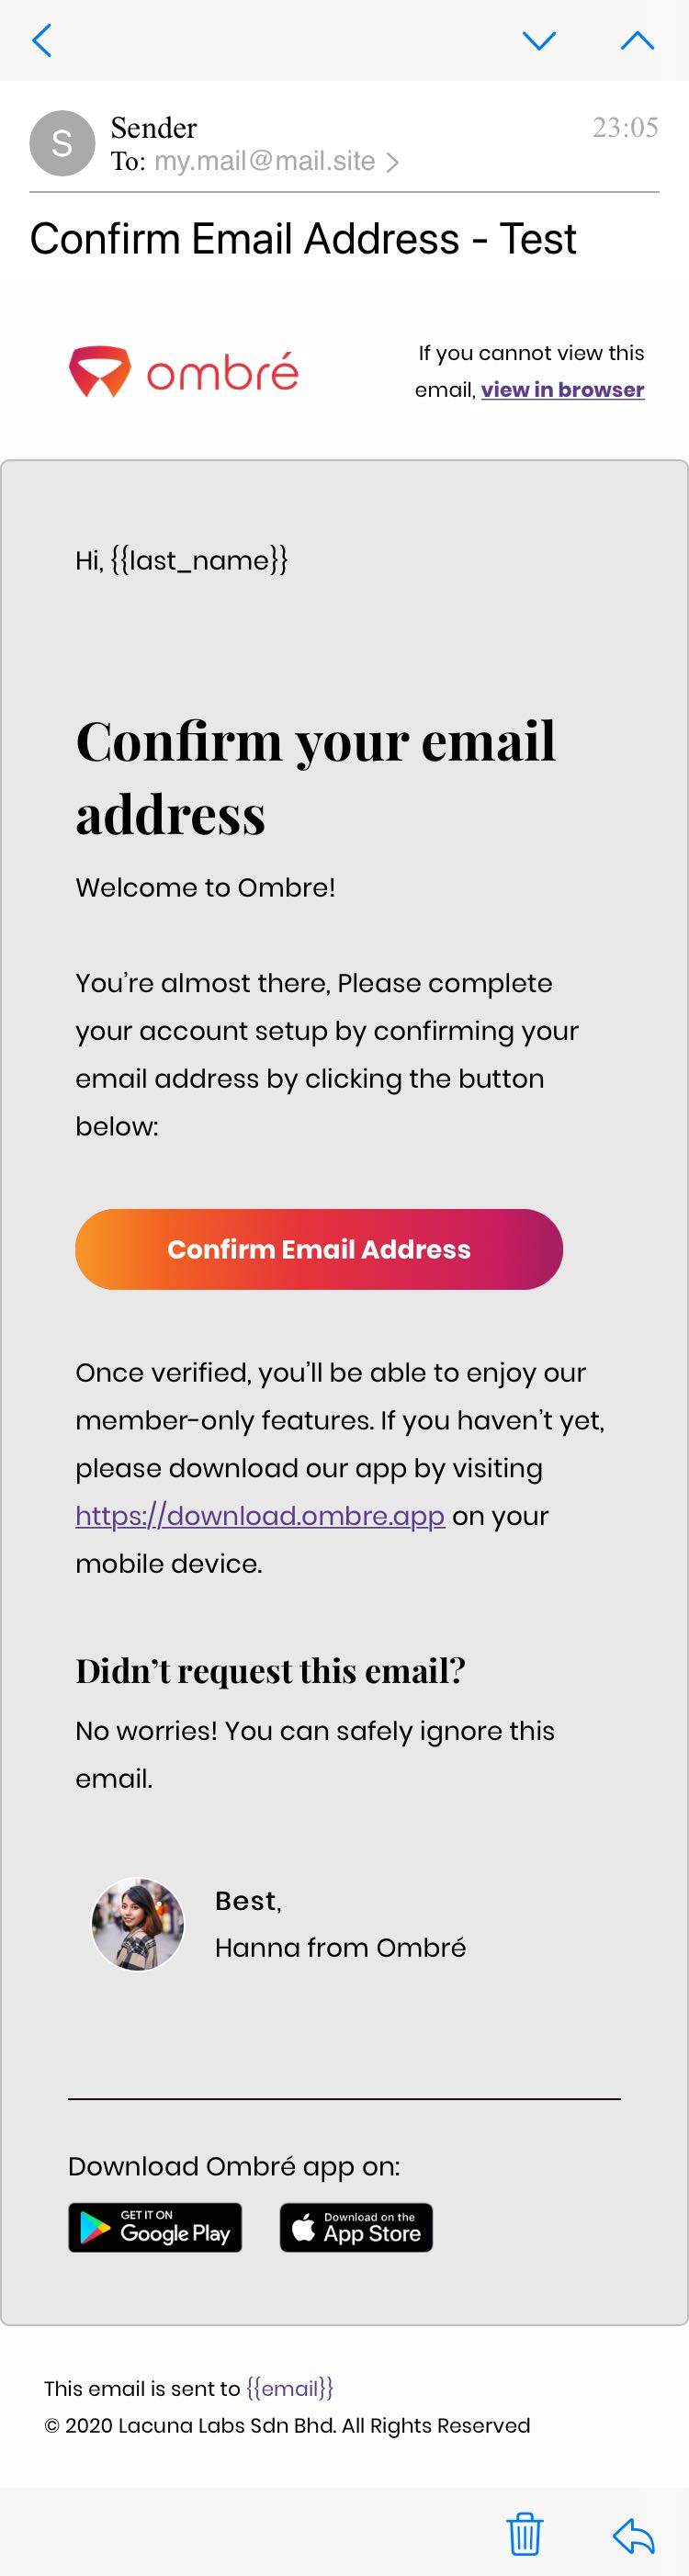 S
Sender
23:05
To: my.mail@mail.site >
Confirm Email Address - Test
ombré
If you cannot view this
email, view in browser
Hi, {{last_name}}
Confirm your email
address
Welcome to Ombre!
You’re almost there, Please complete
your account setup by confirming your
email address by clicking the button
below:
Confirm Email Address
Once verified, you’ll be able to enjoy our
member-only features. If you haven’t yet,
please download our app by visiting
https://download.ombre.app on your
mobile device.
Didn’t request this email?
No worries! You can safely ignore this
email.
Best,
Hanna from Ombré
Download Ombré app on:
GET IT ON
Google Play
Download on the
App Store
This email is sent to {{email}}
© 2020 Lacuna Labs Sdn Bhd. All Rights Reserved